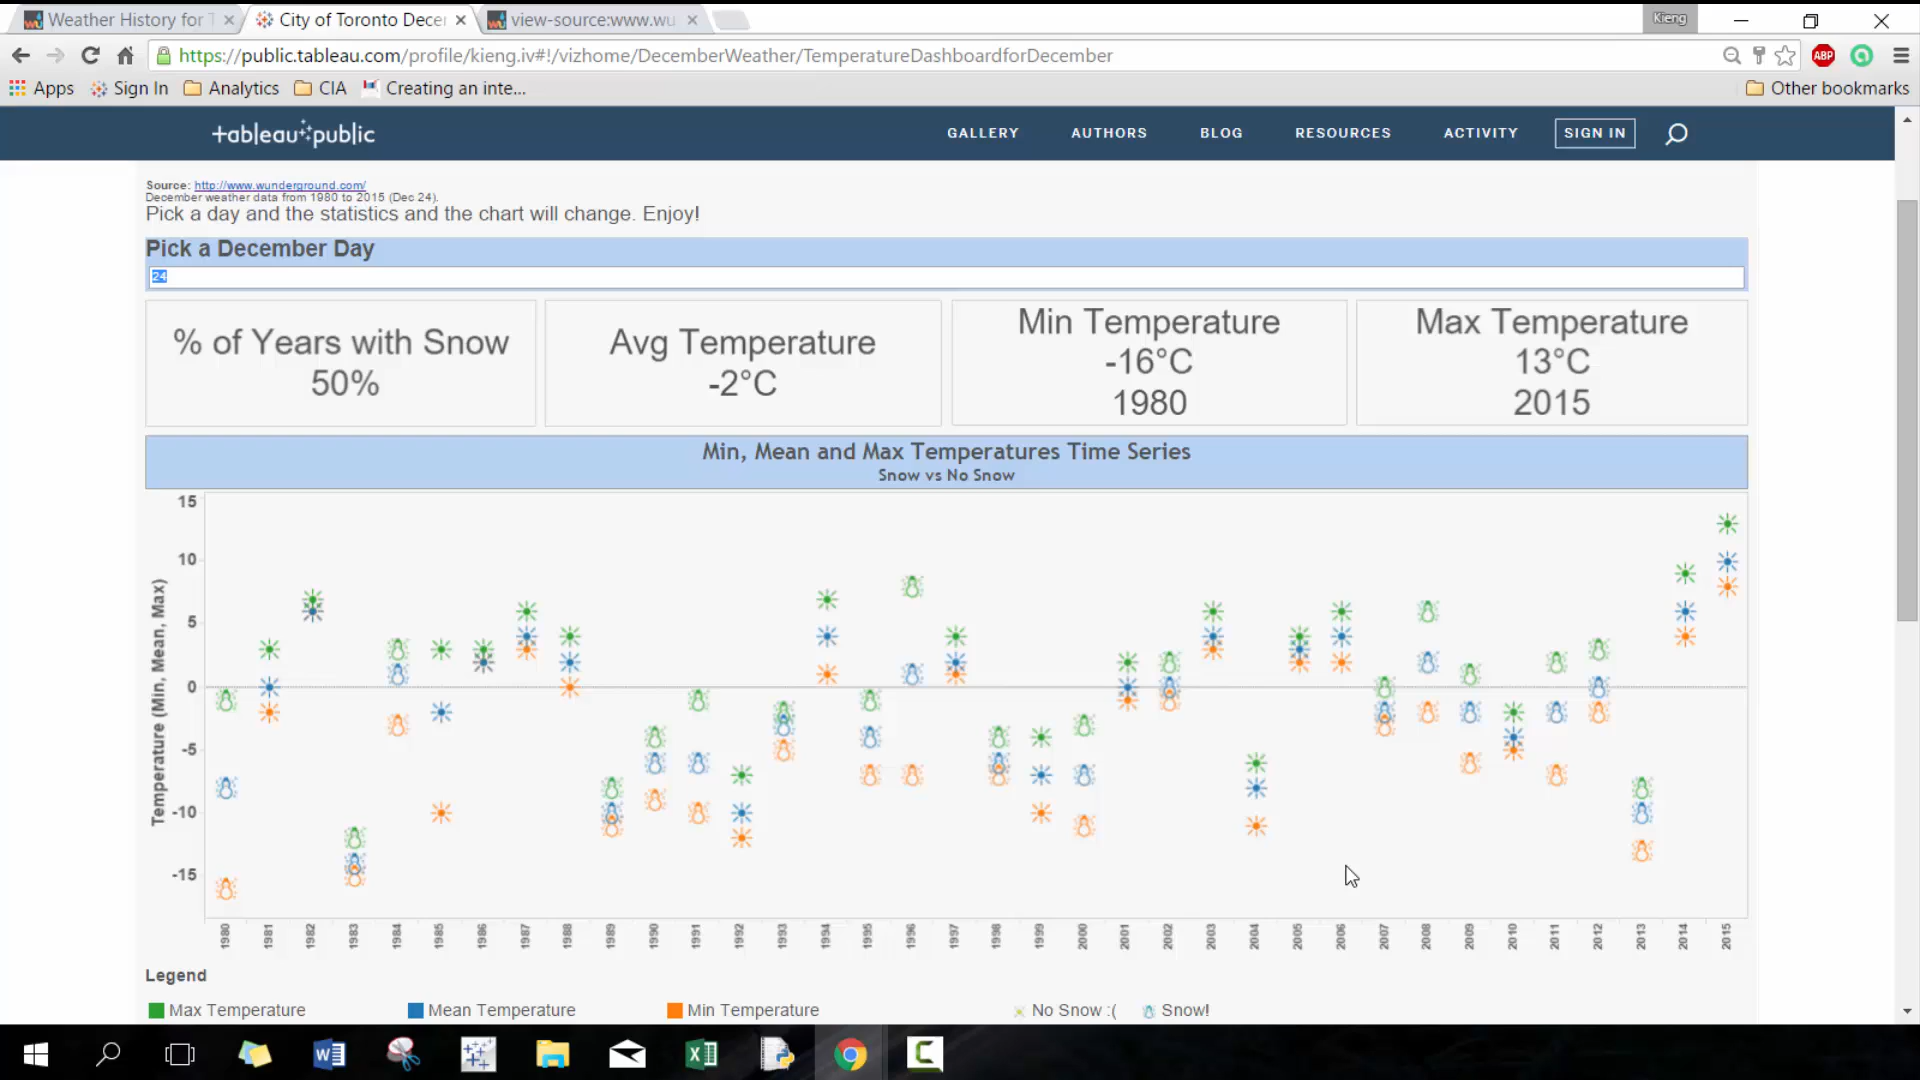 Weather History for T
City of Toronto Decem
view-source:www.wu
Kieng
https://public.tableau.com/profile/kieng.iv#!/vizhome/DecemberWeather/TemperatureDashboardforDecember
ABP
Apps
Sign In
Analytics
CIA
Creating an inte...
Other bookmarks
+ableau public
GALLERY
AUTHORS
BLOG
RESOURCES
ACTIVITY
SIGN IN
Source: http://www.wunderground.com/
December weather data from 1980 to 2015 (Dec 24).
Pick a day and the statistics and the chart will change. Enjoy!
Pick a December Day
24
% of Years with Snow
50%
Avg Temperature
-2°C
Min Temperature
-16°C
1980
Max Temperature
13°C
2015
Min, Mean and Max Temperatures Time Series
Snow vs No Snow
Temperature (Min, Mean, Max)
15
10
5
0
-5
-10
-15
1980
1981
1982
1983
1984
1985
1986
1987
1988
1989
1990
1991
1992
1993
1994
1995
1996
1997
1998
1999
2000
2001
2002
2003
2004
2005
2006
2007
2008
2009
2010
2011
2012
2013
2014
2015
Legend
Max Temperature
Mean Temperature
Min Temperature
No Snow :(
Snow!